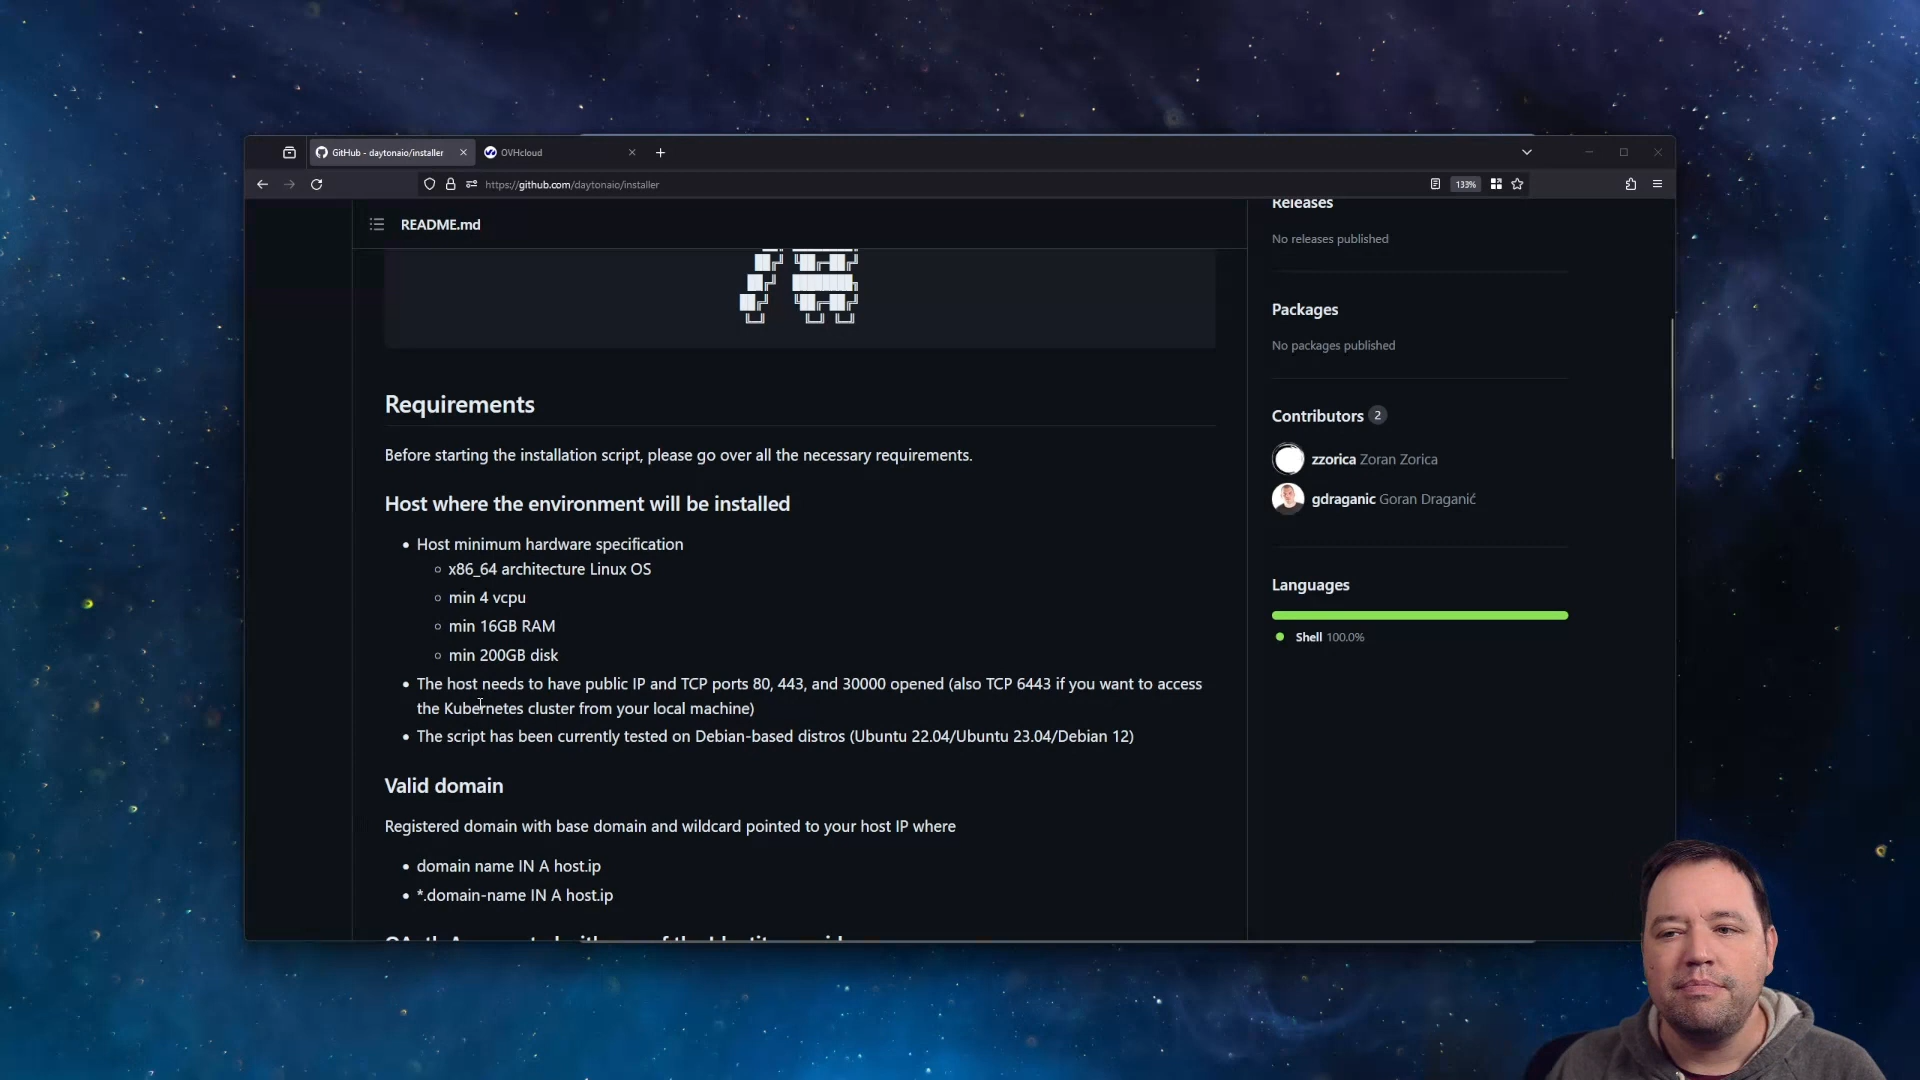 GitHub - daytonaio/installer
OVHcloud
https://github.com/daytonaio/installer
133%
README.md
Requirements
Before starting the installation script, please go over all the necessary requirements.
Host where the environment will be installed
• Host minimum hardware specification
◦ x86_64 architecture Linux OS
◦ min 4 vcpu
◦ min 16GB RAM
◦ min 200GB disk
• The host needs to have public IP and TCP ports 80, 443, and 30000 opened (also TCP 6443 if you want to access
the Kubernetes cluster from your local machine)
• The script has been currently tested on Debian-based distros (Ubuntu 22.04/Ubuntu 23.04/Debian 12)
Valid domain
Registered domain with base domain and wildcard pointed to your host IP where
• domain name IN A host.ip
• *.domain-name IN A host.ip
Releases
No releases published
Packages
No packages published
Contributors 2
zzorica Zoran Zorica
gdraganic Goran Draganić
Languages
Shell 100.0%